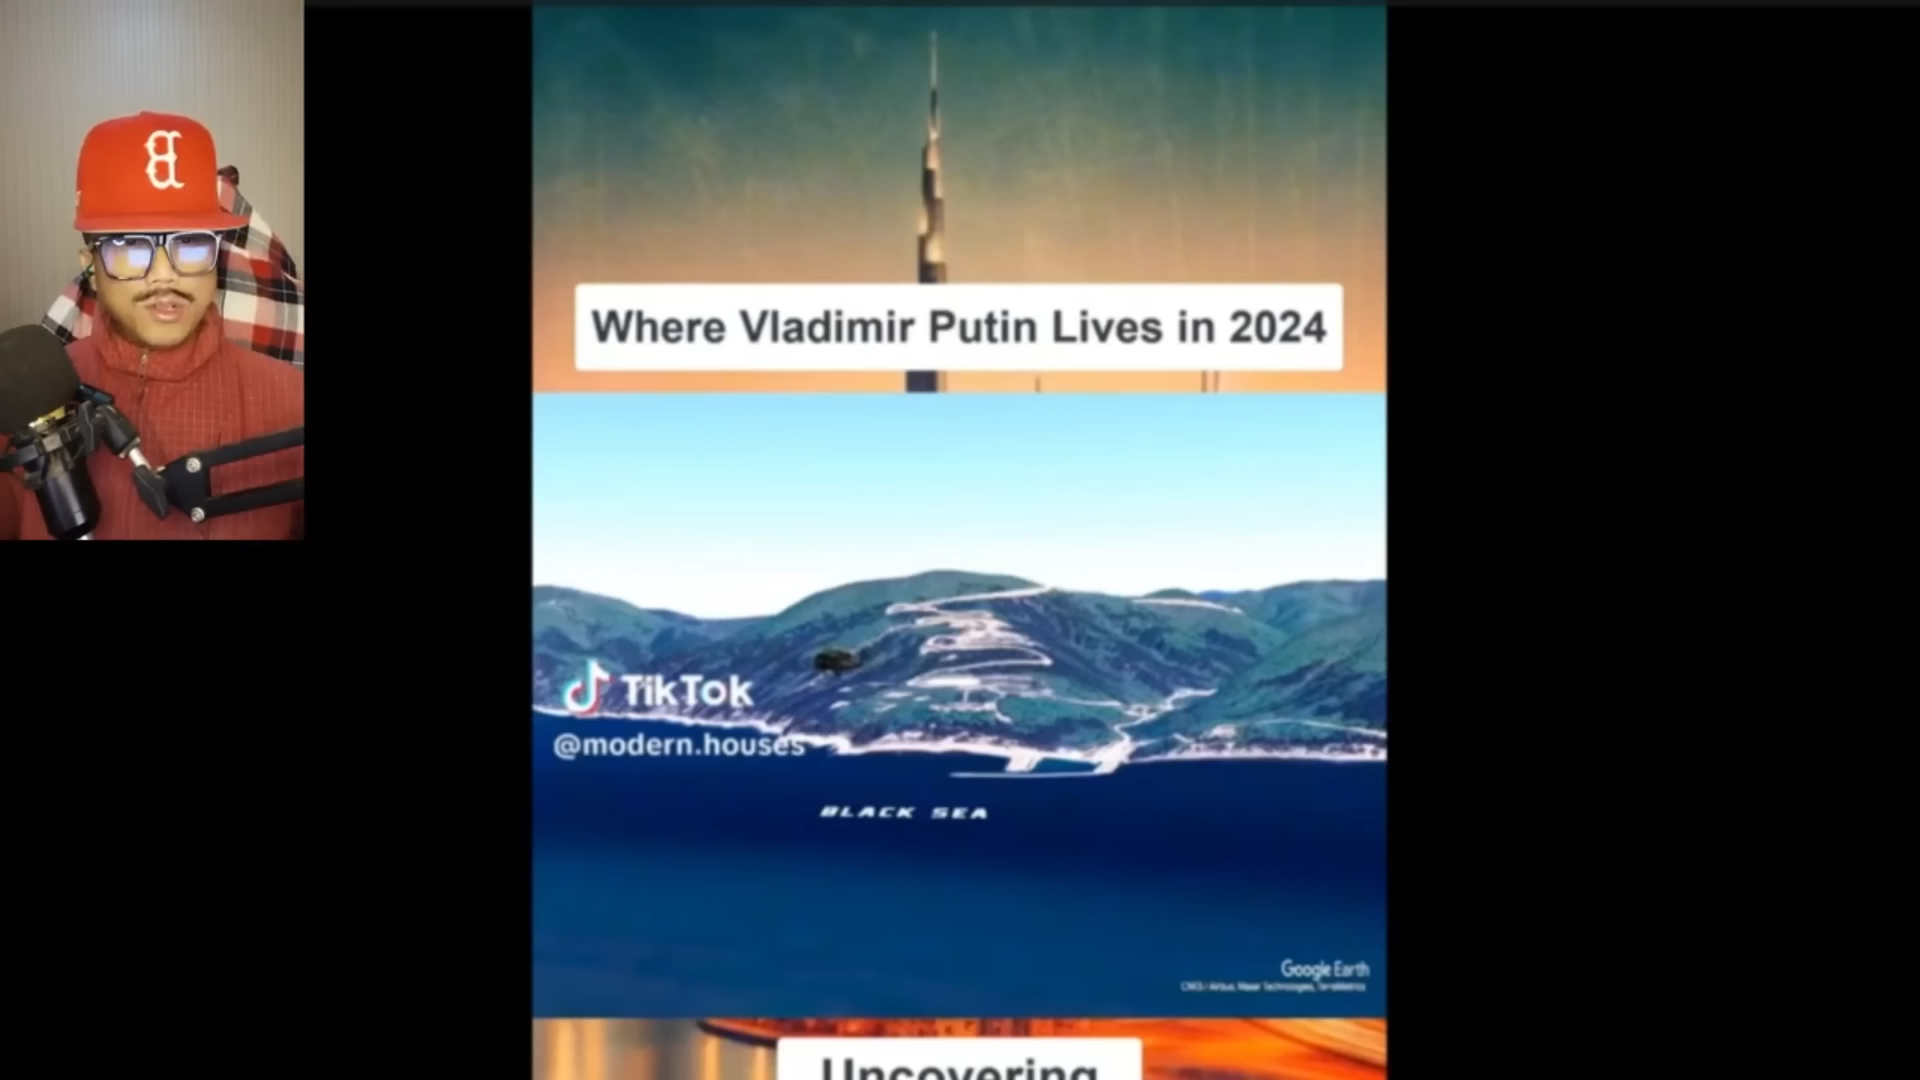 B
Where Vladimir Putin Lives in 2024
TikTok
@modern.houses
BLACK SEA
Google Earth
Uncovering